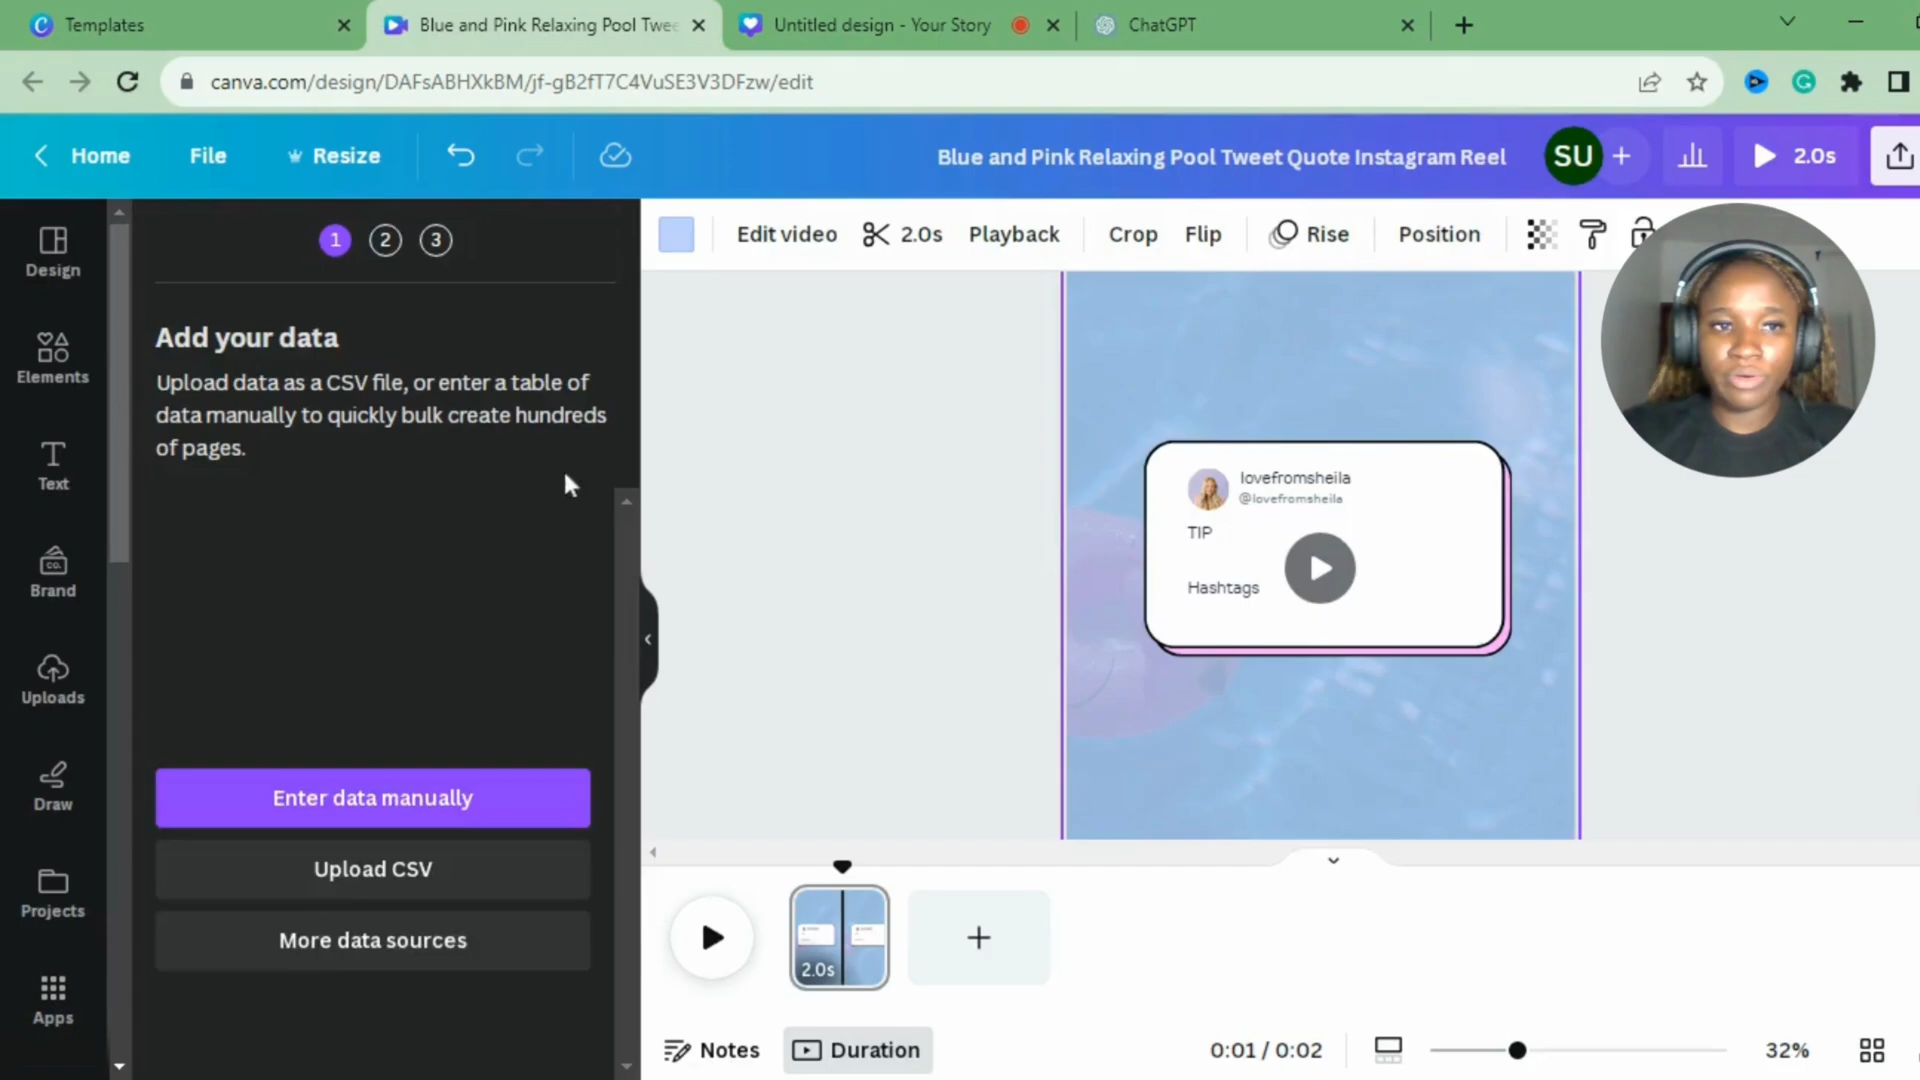 Templates
Blue and Pink Relaxing Pool Twee
Untitled design - Your Story
ChatGPT
canva.com/design/DAFsABHXkBM/jf-gB2fT7C4VuSE3V3DFzw/edit
Home
File
Resize
Blue and Pink Relaxing Pool Tweet Quote Instagram Reel
SU
2.0s
1
2
3
Edit video
2.0s
Playback
Crop
Flip
Rise
Position
Design
Elements
Text
Brand
CO.
Uploads
Draw
Projects
Apps
Add your data
Upload data as a CSV file, or enter a table of
data manually to quickly bulk create hundreds
of pages.
Enter data manually
Upload CSV
More data sources
lovefromsheila
@lovefromsheila
TIP
Hashtags
2.0s
Notes
Duration
0:01 / 0:02
32%